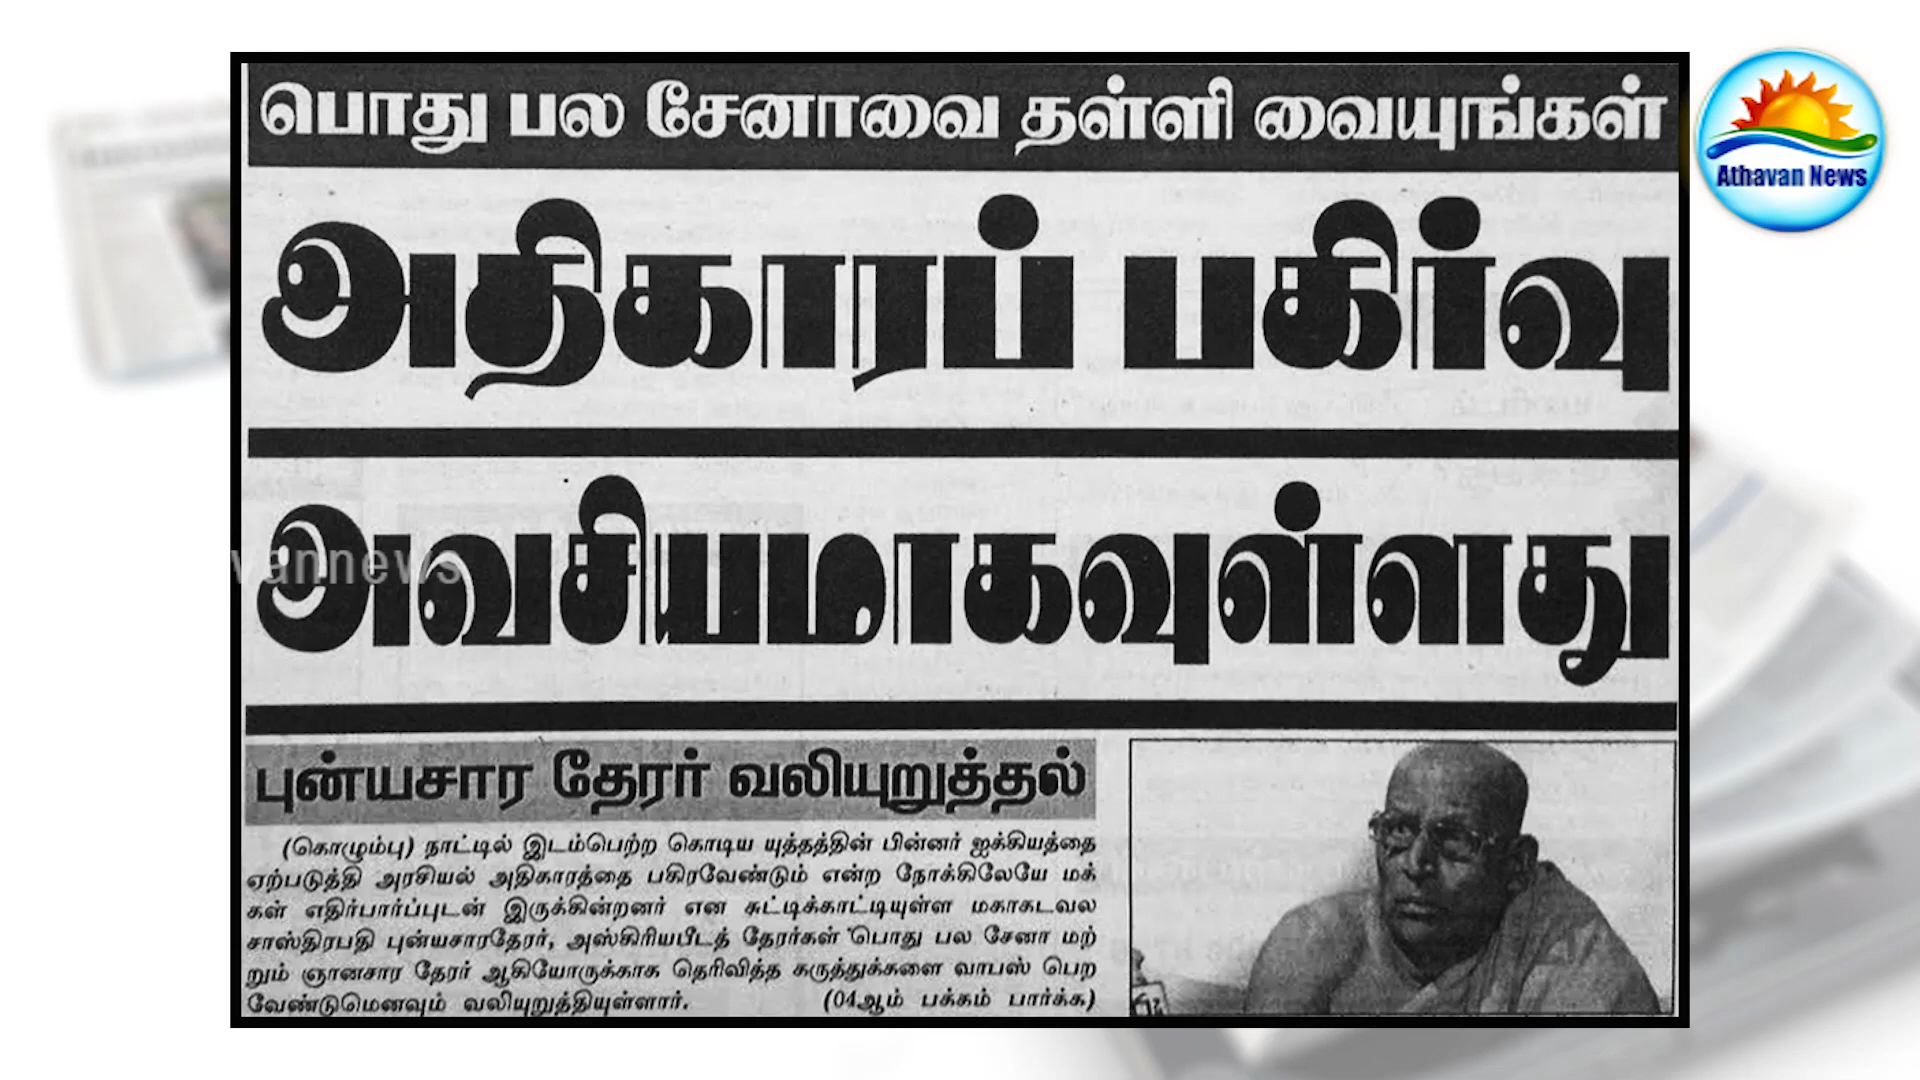 பொது பல சேனாவை தள்ளி வையுங்கள்
Athavan News
அதிகாரப் பகிர்வு
அவசியமாகவுள்ளது
vannews
புன்யசார தேரர் வலியுறுத்தல்
(கொழும்பு) நாட்டில் இடம்பெற்ற கொடிய யுத்தத்தின் பின்னர் ஐக்கியத்தை
ஏற்படுத்தி அரசியல் அதிகாரத்தை பகிரவேண்டும் என்ற நோக்கிலேயே மக்
கள் எதிர்பார்ப்புடன் இருக்கின்றனர் என சுட்டிக்காட்டியுள்ள மகாகடவல
சாஸ்திரபதி புன்யசாரதேரர், அஸ்கிரியபீடத் தேரர்கள் பொது பல சேனா மற்
றும் ஞானசார தேரர் ஆகியோருக்காக தெரிவித்த கருத்துக்களை வாபஸ் பெற
வேண்டுமெனவும் வலியுறுத்தியுள்ளார். (04ஆம் பக்கம் பார்க்க)